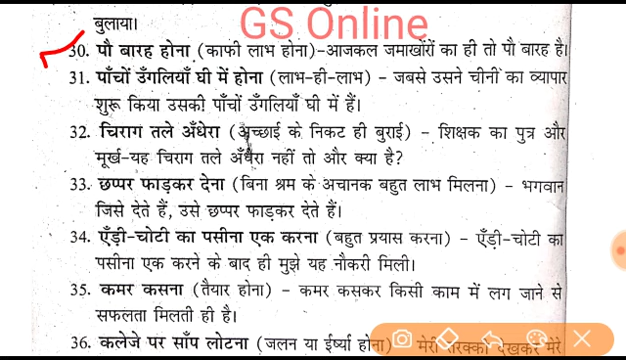 बुलाया।
GS Online
30. पौ बारह होना (काफी लाभ होना)-आजकल जमाखोंरों का ही तो पौ बारह है।
31. पाँचों उँगलियाँ घी में होना (लाभ-ही-लाभ) - जबसे उसने चीनी का व्यापार
शुरू किया उसकी पाँचों उँगलियाँ घी में हैं।
32. चिराग तले अँधेरा (अच्छाई के निकट ही बुराई) - शिक्षक का पुत्र और
मूर्ख-यह चिराग तले अँधेरा नहीं तो और क्या है?
33. छप्पर फाड़कर देना (बिना श्रम के अचानक बहुत लाभ मिलना) - भगवान
जिसे देते हैं, उसे छप्पर फाड़कर देते हैं।
34. एँड़ी-चोटी का पसीना एक करना (बहुत प्रयास करना) - एँड़ी-चोटी का
पसीना एक करने के बाद ही मुझे यह नौकरी मिली।
35. कमर कसना (तैयार होना) - कमर कसकर किसी काम में लग जाने से
सफलता मिलती ही है।
36. कलेजे पर साँप लोटना (जलन या ईर्ष्या होना) मेरी तरक्की देखकर मेरे